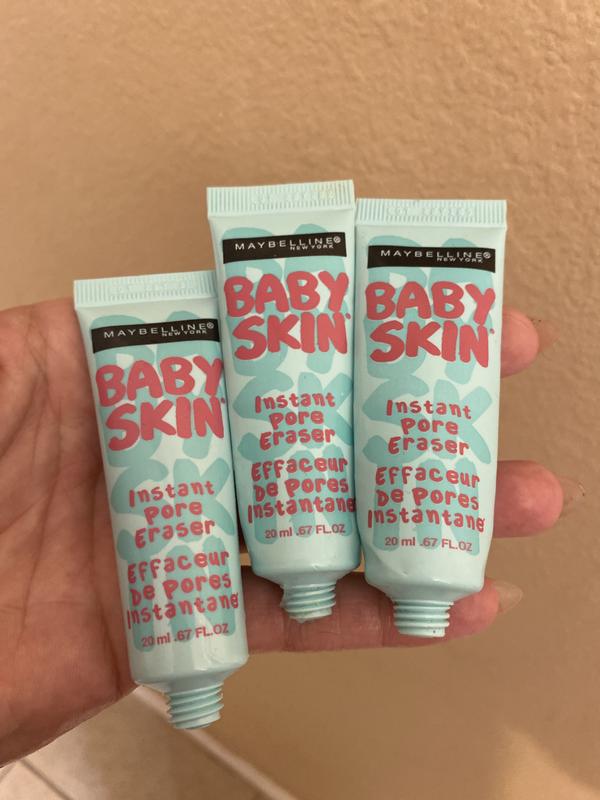 MAYBELLINE®
NEW YORK
BABY
SKIN®
Instant
Pore
Eraser
Effaceur
De Pores
Instantané
20 ml .67 FL.OZ
MAYBELLINE®
NEW YORK
BABY
SKIN®
Instant
Pore
Eraser
Effaceur
De Pores
Instantané
20 ml .67 FL.OZ
MAYBELLINE®
NEW YORK
BABY
SKIN®
Instant
Pore
Eraser
Effaceur
De Pores
Instantané
20 ml .67 FL.OZ